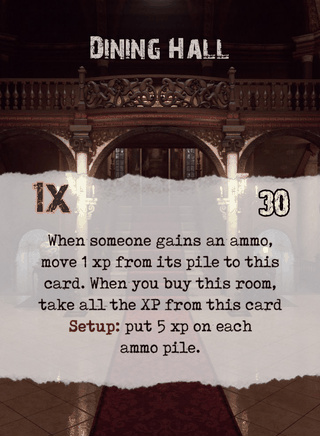 Dining Hall
1X
30
When someone gains an ammo,
move 1 xp from its pile to this
card. When you buy this room,
take all the XP from this card
Setup: put 5 xp on each
ammo pile.